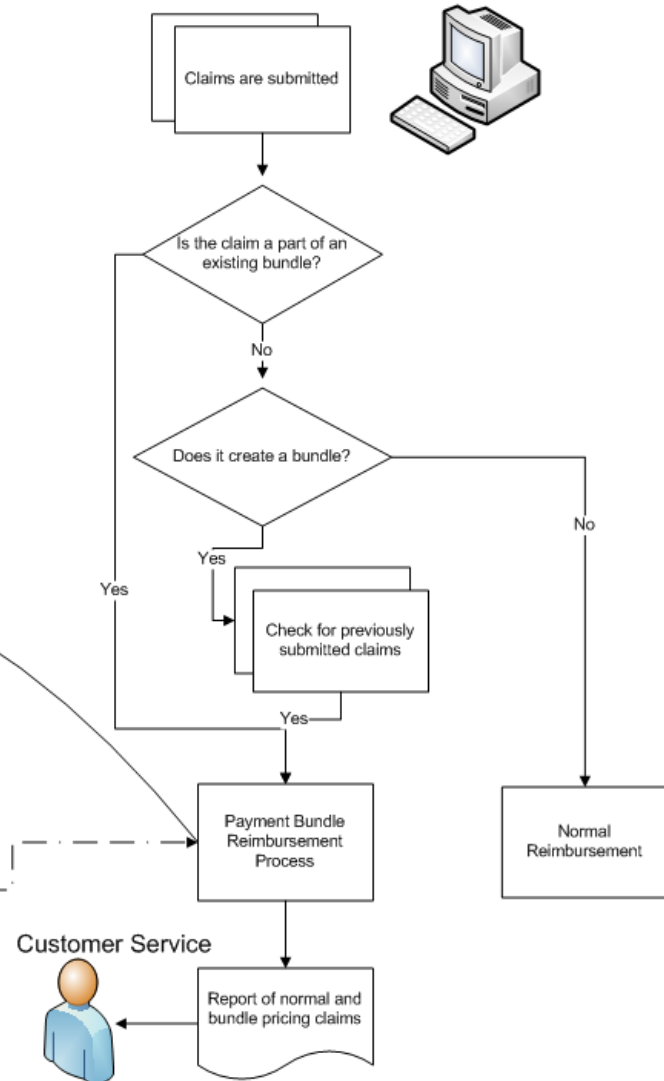 Claims are submitted
Is the claim a part of an
existing bundle?
No
Does it create a bundle?
No
Yes
Yes
Check for previously
submitted claims
Yes
Payment Bundle
Reimbursement
Process
Normal
Reimbursement
Customer Service
Report of normal and
bundle pricing claims